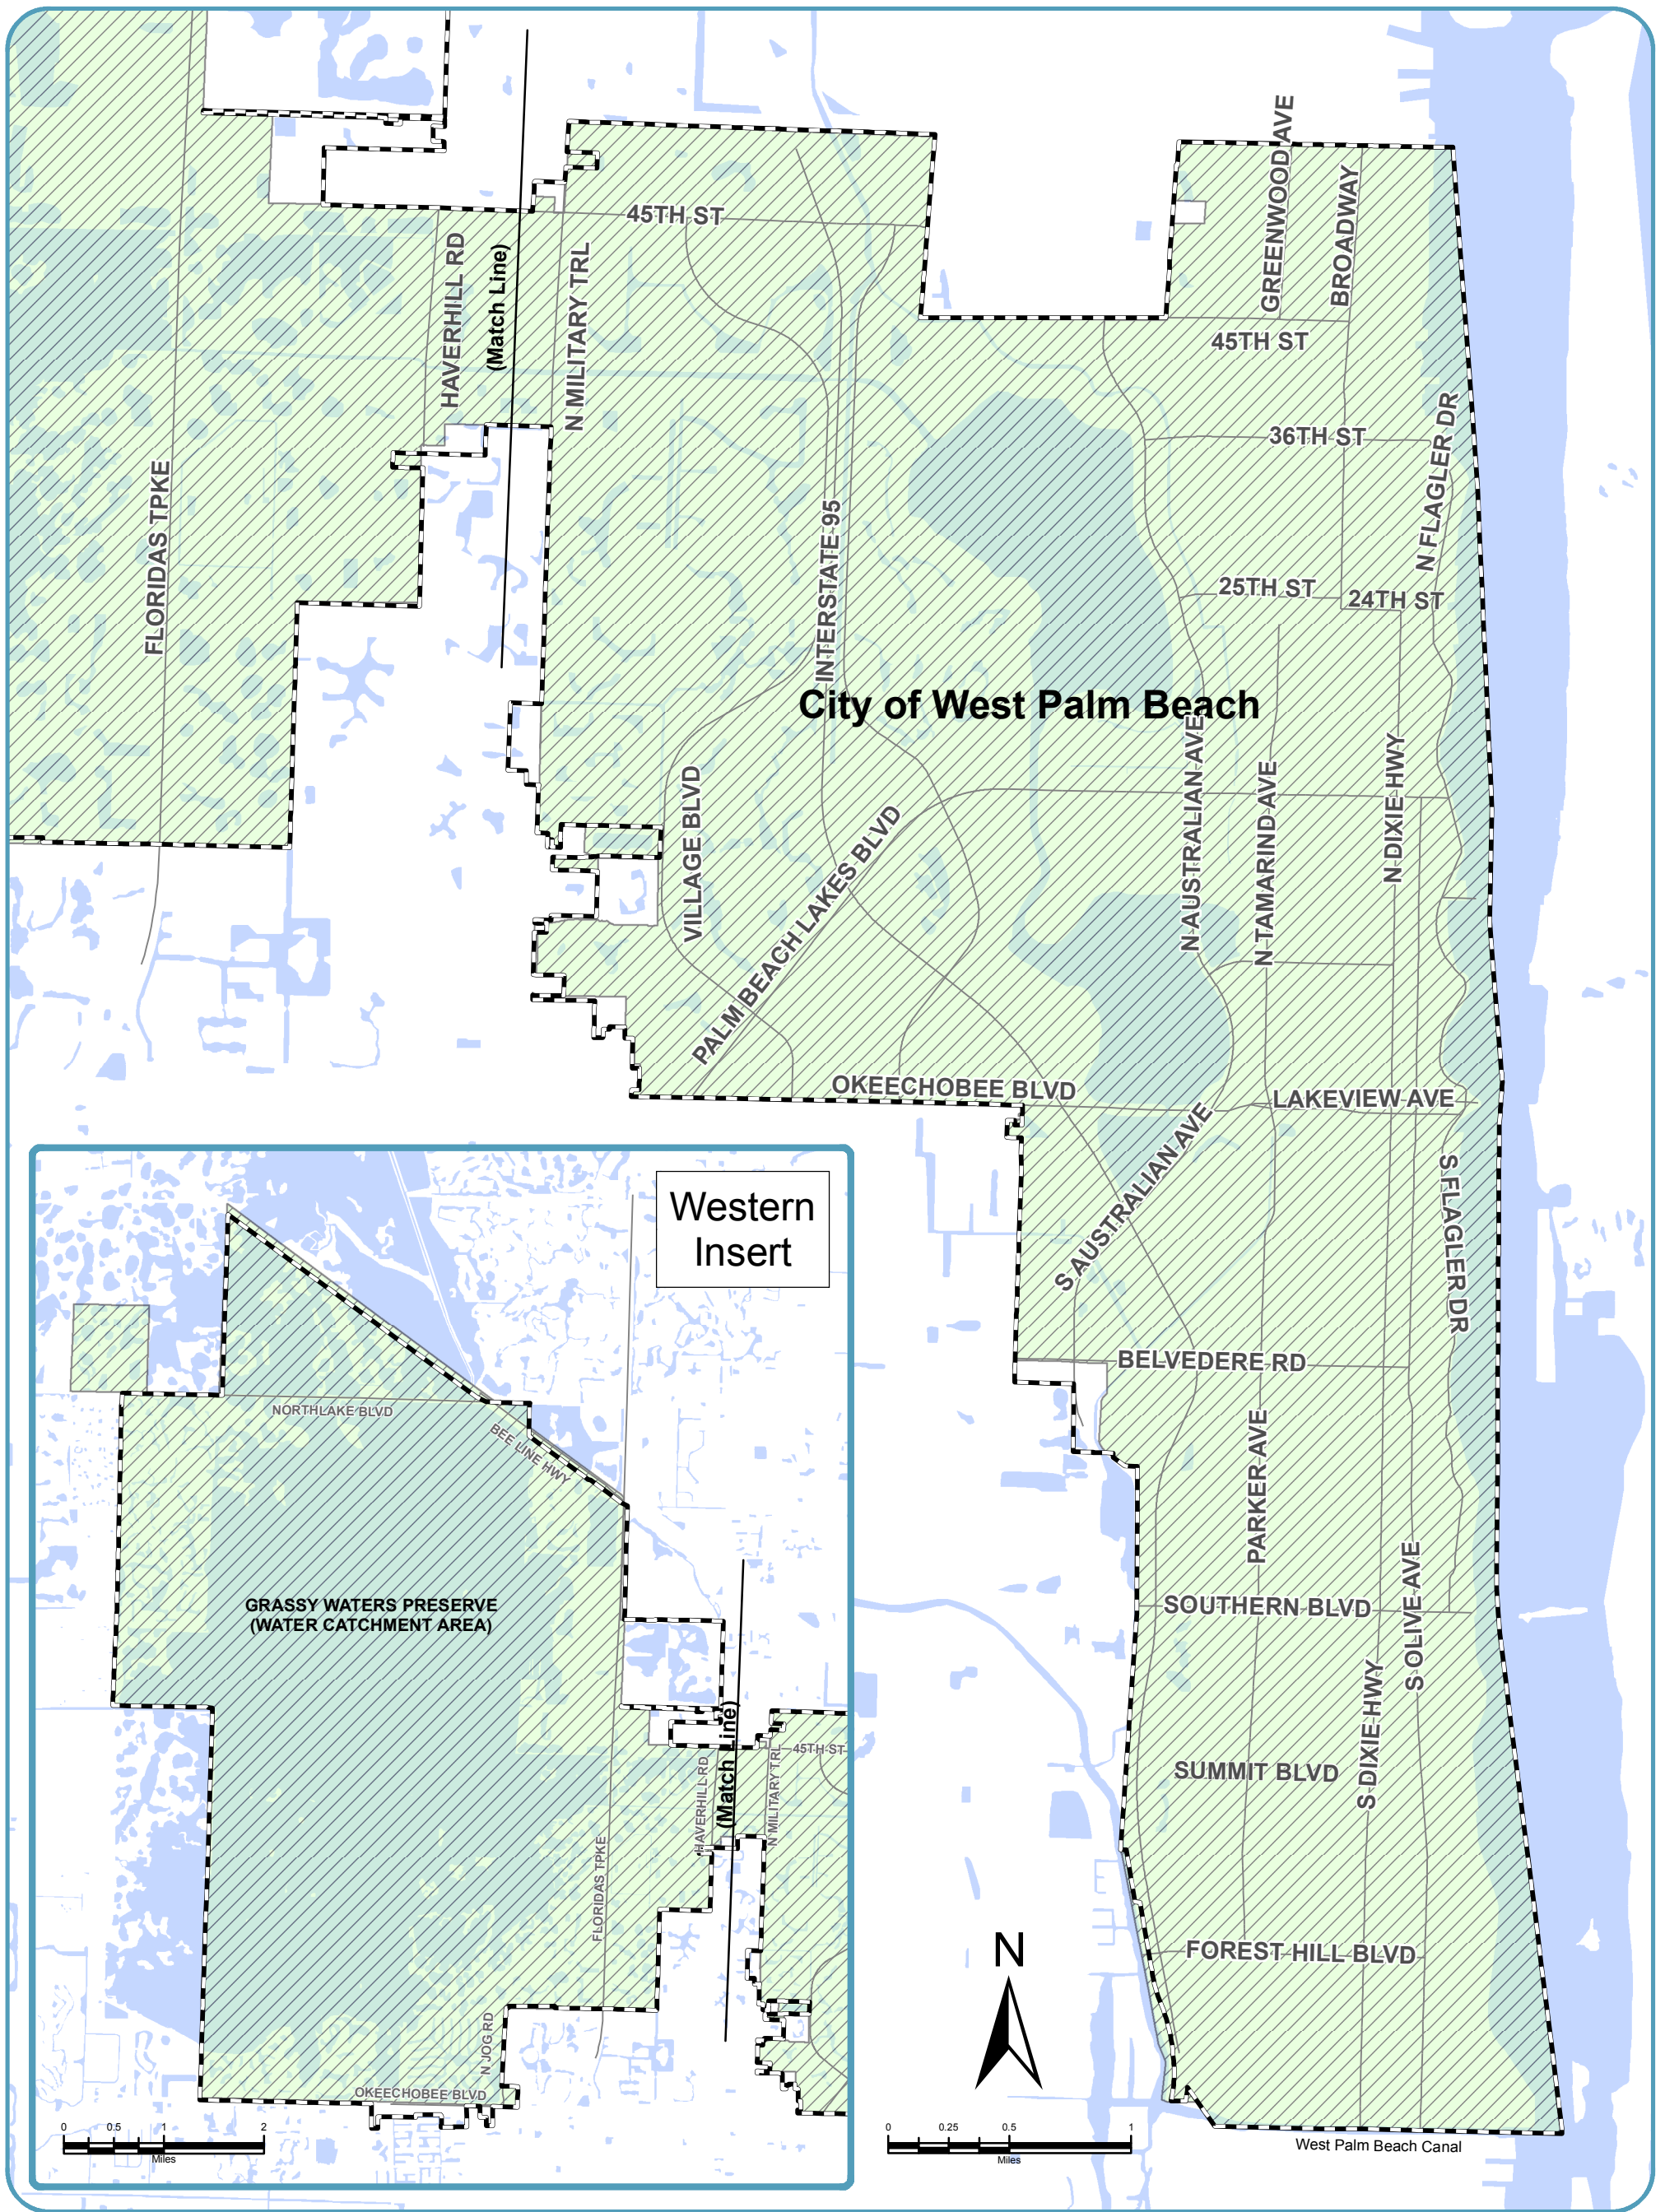 GREENWOOD AVE
BROADWAY
45TH ST
HAVERHILL RD
(Match Line)
N MILITARY TRL
45TH ST
36TH ST
N FLAGLER DR
FLORIDAS TPKE
INTERSTATE 95
25TH ST
24TH ST
City of West Palm Beach
N AUSTRALIAN AVE
N TAMARIND AVE
N DIXIE HWY
VILLAGE BLVD
PALM BEACH LAKES BLVD
OKEECHOBEE BLVD
LAKEVIEW AVE
S AUSTRALIAN AVE
S FLAGLER DR
BELVEDERE RD
PARKER AVE
SOUTHERN BLVD
S OLIVE AVE
SUMMIT BLVD
S DIXIE HWY
FOREST HILL BLVD
N
0 0.25 0.5 1
Miles
West Palm Beach Canal
Western
Insert
NORTHLAKE BLVD
BEE LINE HWY
GRASSY WATERS PRESERVE
(WATER CATCHMENT AREA)
45TH ST
HAVERHILL RD
(Match Line)
N MILITARY TRL
FLORIDAS TPKE
N JOG RD
OKEECHOBEE BLVD
0 0.5 1 2
Miles